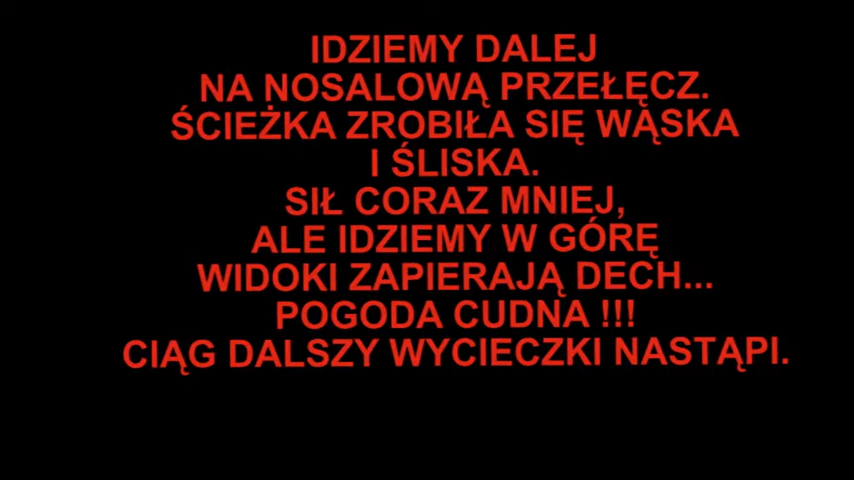 IDZIEMY DALEJ
NA NOSALOWĄ PRZEŁĘCZ.
ŚCIEŻKA ZROBIŁA SIĘ WĄSKA
I ŚLISKA.
SIŁ CORAZ MNIEJ,
ALE IDZIEMY W GÓRĘ
WIDOKI ZAPIERAJĄ DECH...
POGODA CUDNA !!!
CIĄG DALSZY WYCIECZKI NASTĄPI.